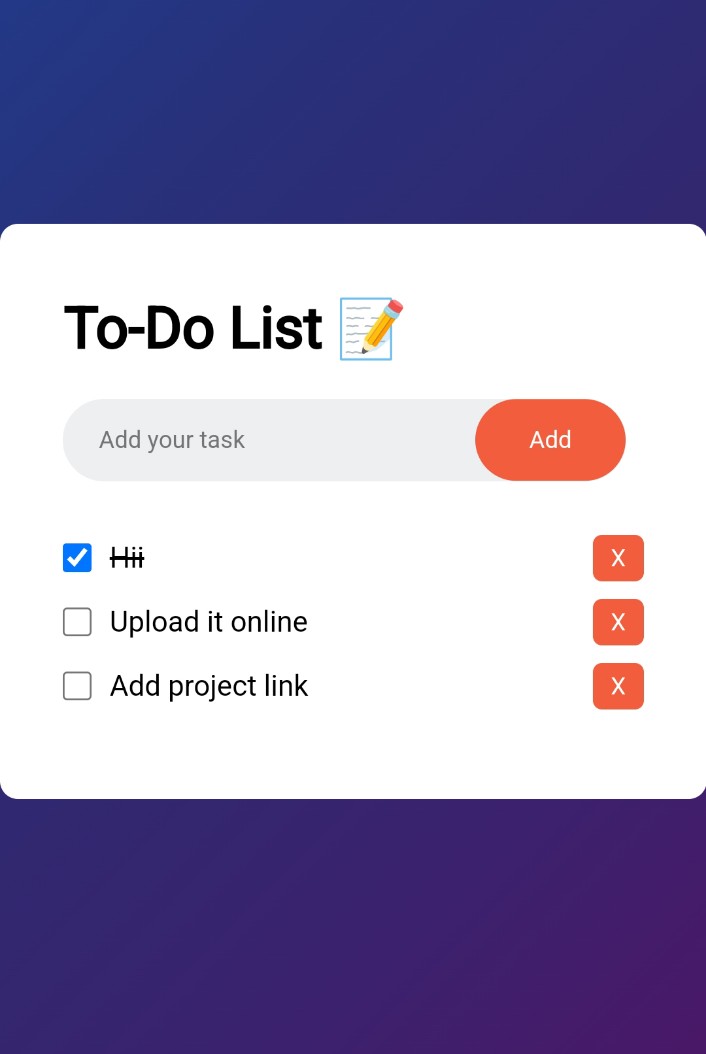 To-Do List 📝
Add your task
Add
Hii
X
Upload it online
X
Add project link
X